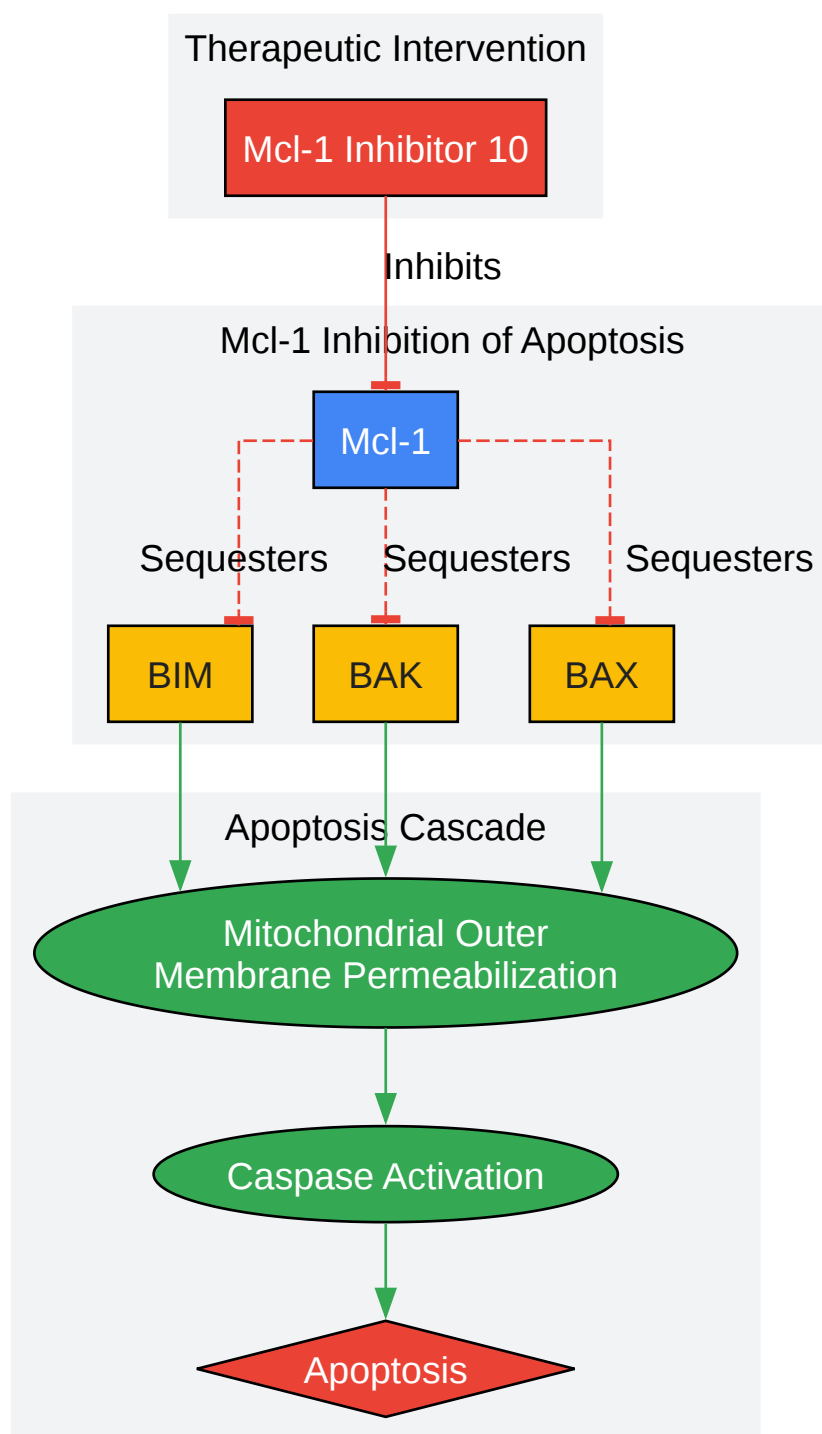 Therapeutic Intervention
Mcl-1 Inhibitor 10
Inhibits
Mcl-1 Inhibition of Apoptosis
Mcl-1
Sequesters
Sequesters
Sequesters
BIM
BAK
BAX
Apoptosis Cascade
Mitochondrial Outer
Membrane Permeabilization
Caspase Activation
Apoptosis